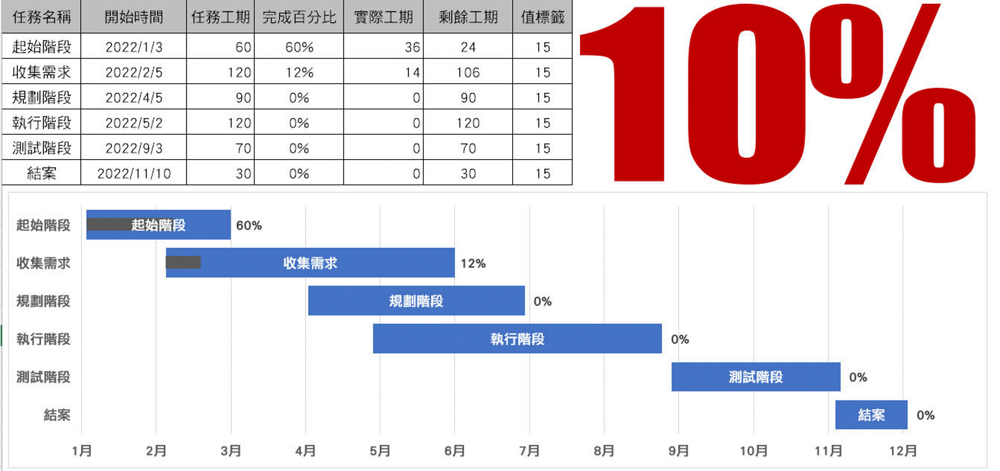 任務名稱 開始時間 任務工期 完成百分比 實際工期 剩餘工期 值標籤
起始階段 2022/1/3 60 60% 36 24 15
收集需求 2022/2/5 120 12% 14 106 15
規劃階段 2022/4/5 90 0% 0 90 15
執行階段 2022/5/2 120 0% 0 120 15
測試階段 2022/9/3 70 0% 0 70 15
結案 2022/11/10 30 0% 0 30 15
10%
起始階段 起始階段 60%
收集需求 收集需求 12%
規劃階段 規劃階段 0%
執行階段 執行階段 0%
測試階段 測試階段 0%
結案 結案 0%
1月 2月 3月 4月 5月 6月 7月 8月 9月 10月 11月 12月